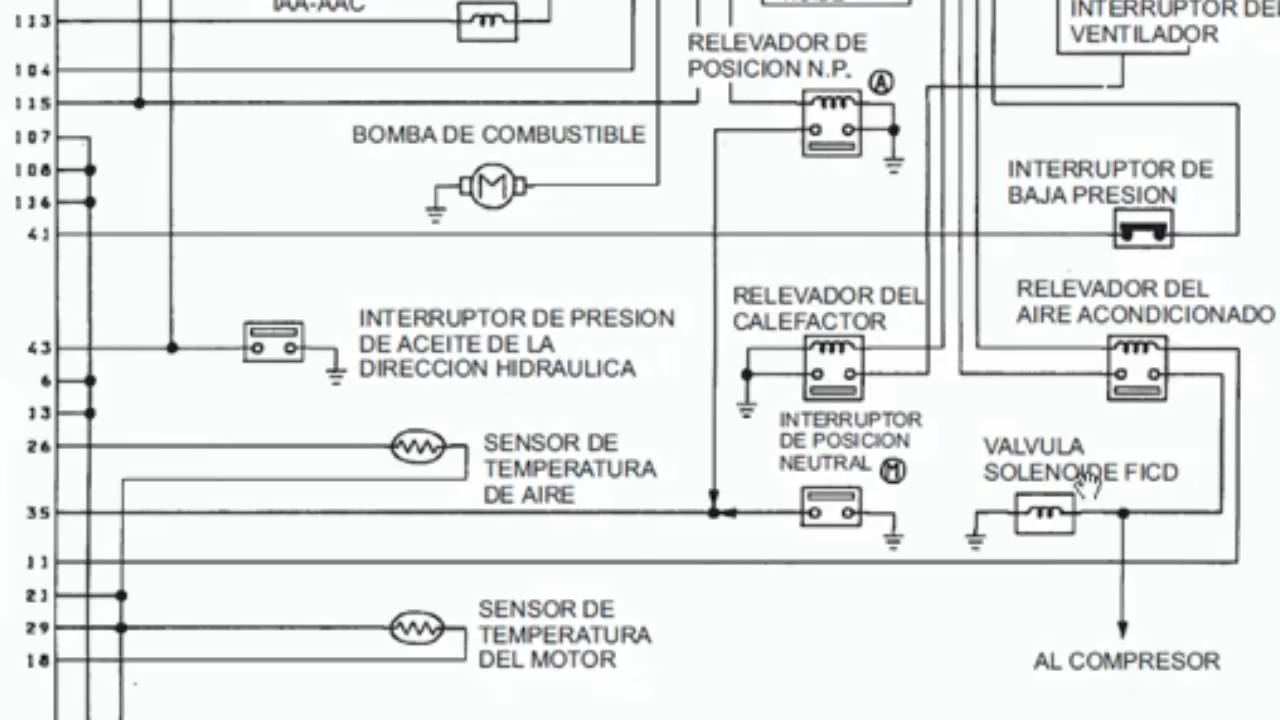 113
IAA-AAC
INTERRUPTOR DEL
VENTILADOR
RELEVADOR DE
POSICION N.P.
A
104
115
107
BOMBA DE COMBUSTIBLE
M
108
136
41
INTERRUPTOR DE
BAJA PRESION
RELEVADOR DEL
CALEFACTOR
RELEVADOR DEL
AIRE ACONDICIONADO
INTERRUPTOR DE PRESION
DE ACEITE DE LA
DIRECCION HIDRAULICA
43
6
13
26
SENSOR DE
TEMPERATURA
DE AIRE
INTERRUPTOR
DE POSICION
NEUTRAL M
VALVULA
SOLENOIDE FICD
35
11
21
29
18
SENSOR DE
TEMPERATURA
DEL MOTOR
AL COMPRESOR